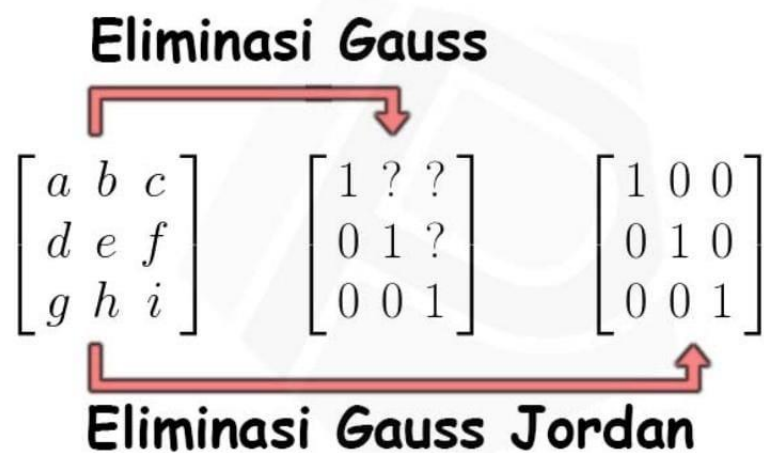 Eliminasi Gauss
a b c 1 ? ? 1 0 0
d e f 0 1 ? 0 1 0
g h i 0 0 1 0 0 1
Eliminasi Gauss Jordan